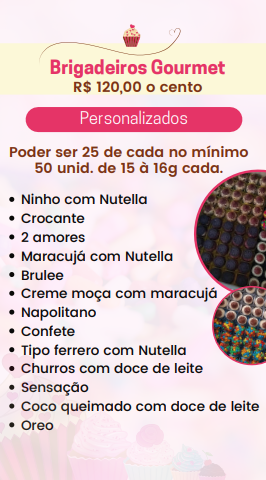 Brigadeiros Gourmet
R$ 120,00 o cento
Personalizados
Poder ser 25 de cada no mínimo
50 unid. de 15 à 16g cada.
• Ninho com Nutella
• Crocante
• 2 amores
• Maracujá com Nutella
• Brulee
• Creme moça com maracujá
• Napolitano
• Confete
• Tipo ferrero com Nutella
• Churros com doce de leite
• Sensação
• Coco queimado com doce de leite
• Oreo